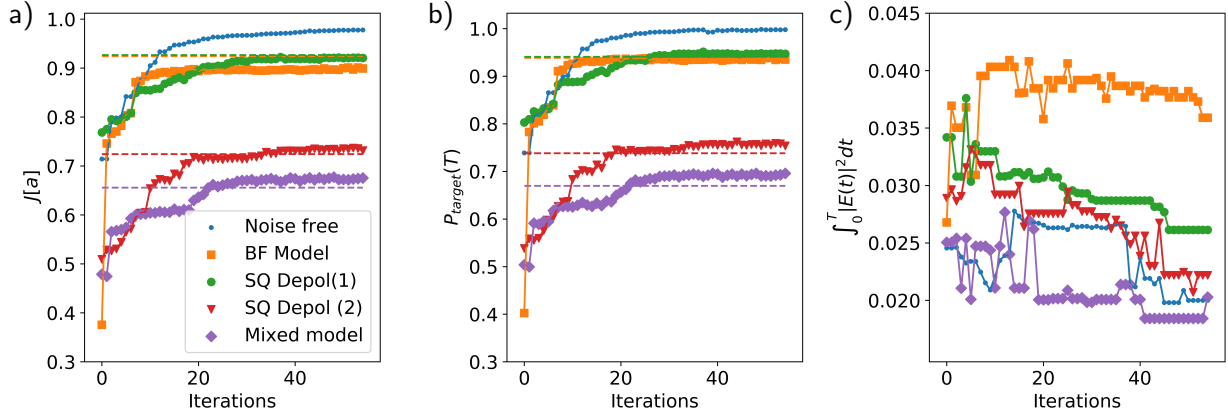 a)
J[a]
1.0
0.9
0.8
0.7
0.6
0.5
0.4
0.3
0
20
40
Iterations
Noise free
BF Model
SQ Depol(1)
SQ Depol (2)
Mixed model
b)
P_target(T)
1.0
0.9
0.8
0.7
0.6
0.5
0.4
0.3
0
20
40
Iterations
c)
∫₀ᵀ|E(t)|²dt
0.045
0.040
0.035
0.030
0.025
0.020
0
20
40
Iterations